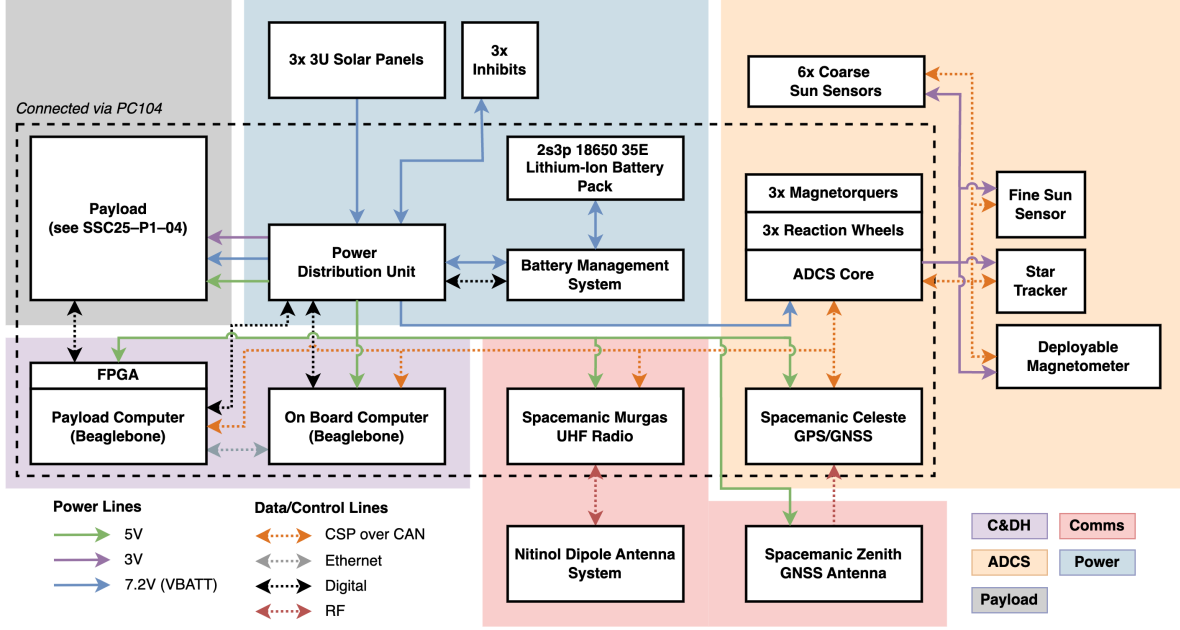 3x 3U Solar Panels
3x
Inhibits
6x Coarse
Sun Sensors
Connected via PC104
Payload
(see SSC25–P1–04)
2s3p 18650 35E
Lithium-Ion Battery
Pack
3x Magnetorquers
3x Reaction Wheels
ADCS Core
Fine Sun
Sensor
Power
Distribution Unit
Battery Management
System
Star
Tracker
Deployable
Magnetometer
FPGA
Payload Computer
(Beaglebone)
On Board Computer
(Beaglebone)
Spacemanic Murgas
UHF Radio
Spacemanic Celeste
GPS/GNSS
Nitinol Dipole Antenna
System
Spacemanic Zenith
GNSS Antenna
Power Lines
5V
3V
7.2V (VBATT)
Data/Control Lines
CSP over CAN
Ethernet
Digital
RF
C&DH
Comms
ADCS
Power
Payload